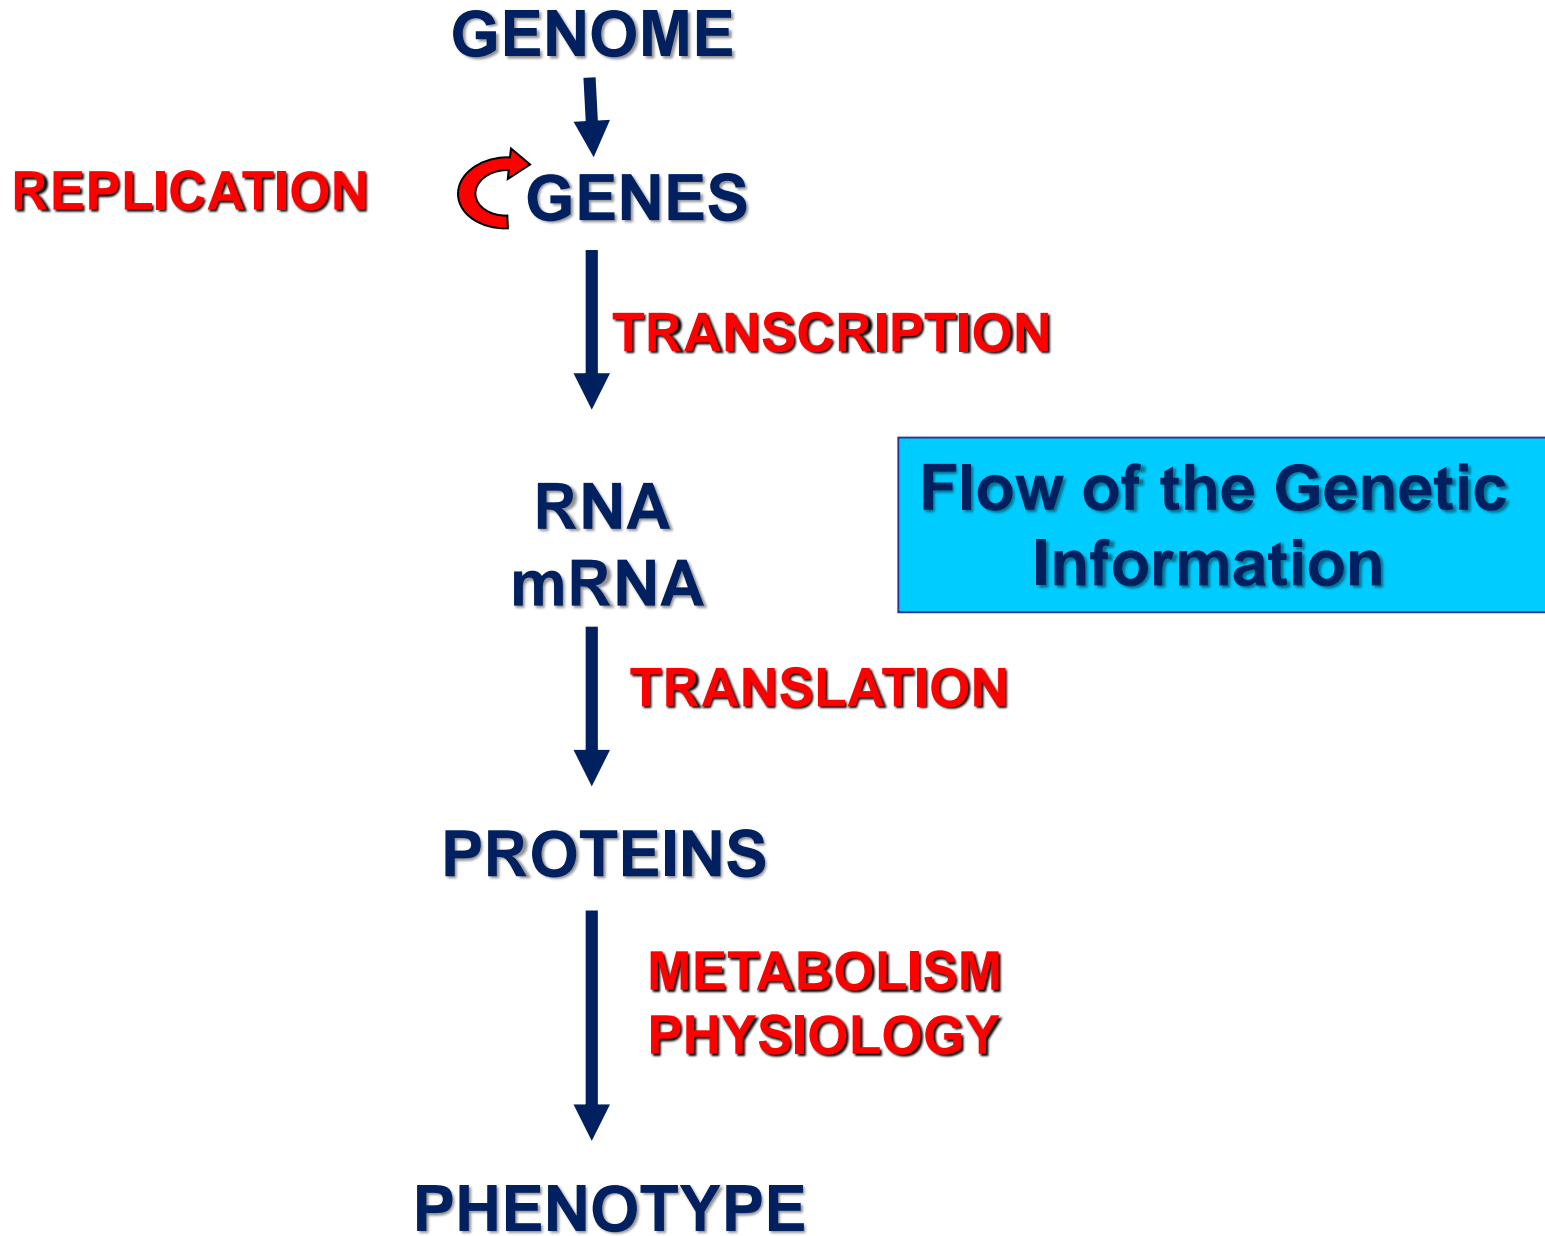 GENOME
REPLICATION
GENES
TRANSCRIPTION
RNA
mRNA
Flow of the Genetic
Information
TRANSLATION
PROTEINS
METABOLISM
PHYSIOLOGY
PHENOTYPE